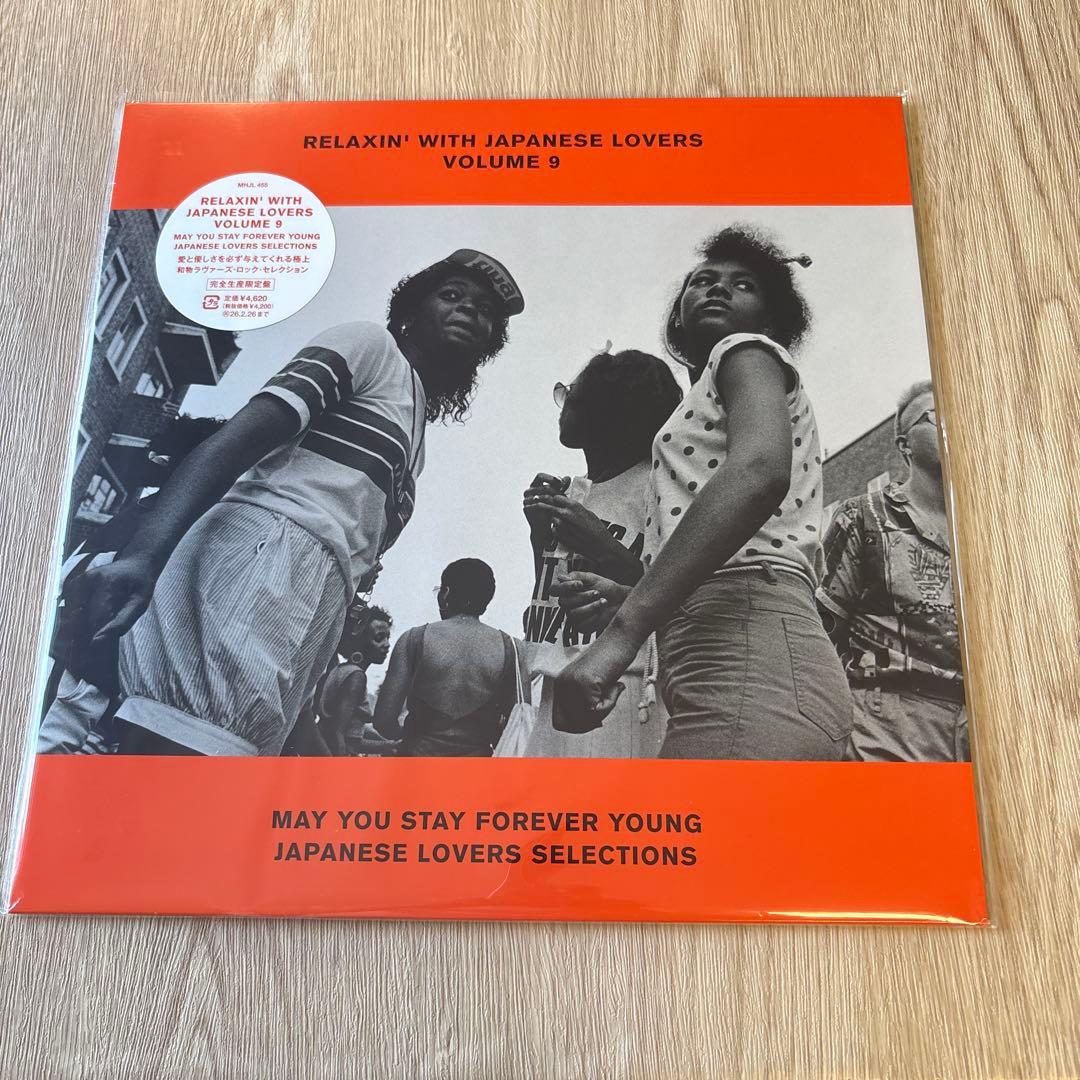 RELAXIN' WITH JAPANESE LOVERS
VOLUME 9
MHJL 455
RELAXIN' WITH
JAPANESE LOVERS
VOLUME 9
MAY YOU STAY FOREVER YOUNG
JAPANESE LOVERS SELECTIONS
愛と優しさを必ず与えてくれる極上
和物ラヴァーズ・ロック・セレクション
完全生産限定盤
定価¥4,620
(税抜価格¥4,200)
26.2.26まで
MAY YOU STAY FOREVER YOUNG
JAPANESE LOVERS SELECTIONS